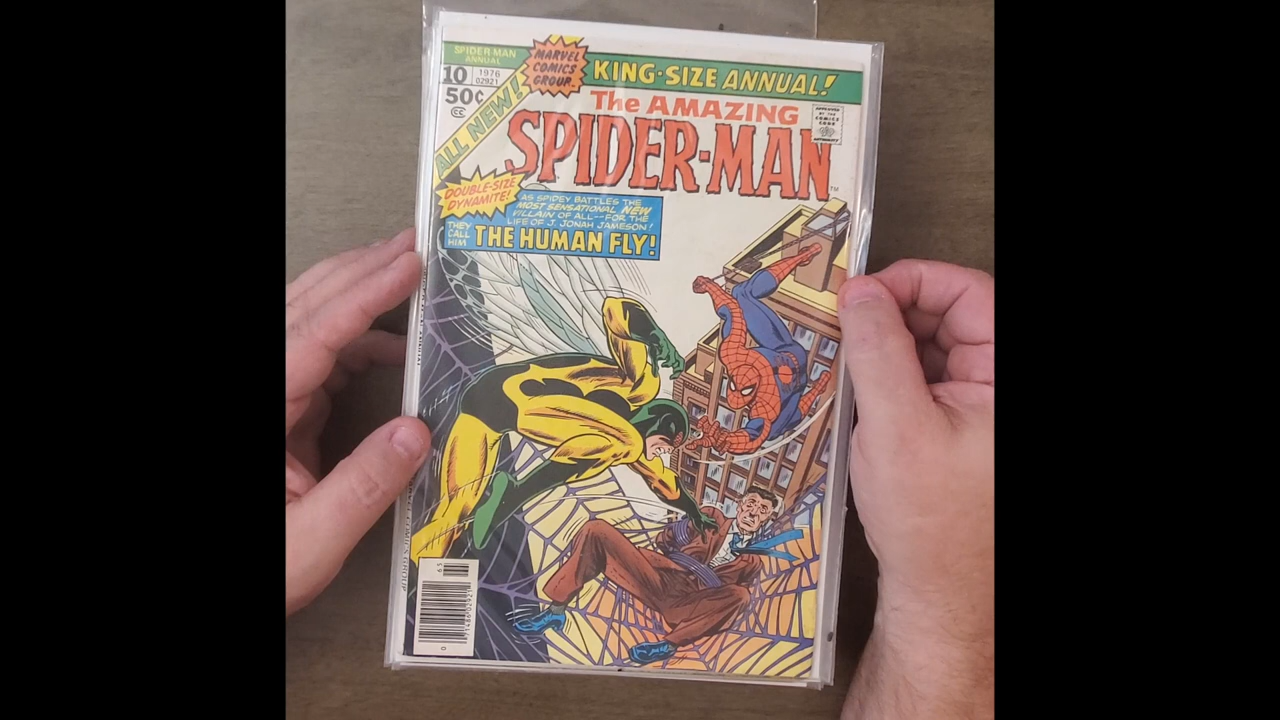 SPIDER-MAN
ANNUAL
10 1976
02921
50¢
CC
MARVEL
COMICS
GROUP™
KING-SIZE ANNUAL!
ALL NEW!
The AMAZING
SPIDER-MAN™
APPROVED
BY THE
COMICS
CODE
AUTHORITY
DOUBLE-SIZE
DYNAMITE!
AS SPIDEY BATTLES THE
MOST SENSATIONAL NEW
VILLAIN OF ALL--FOR THE
LIFE OF J. JONAH JAMESON!
THEY
CALL
HIM
THE HUMAN FLY!